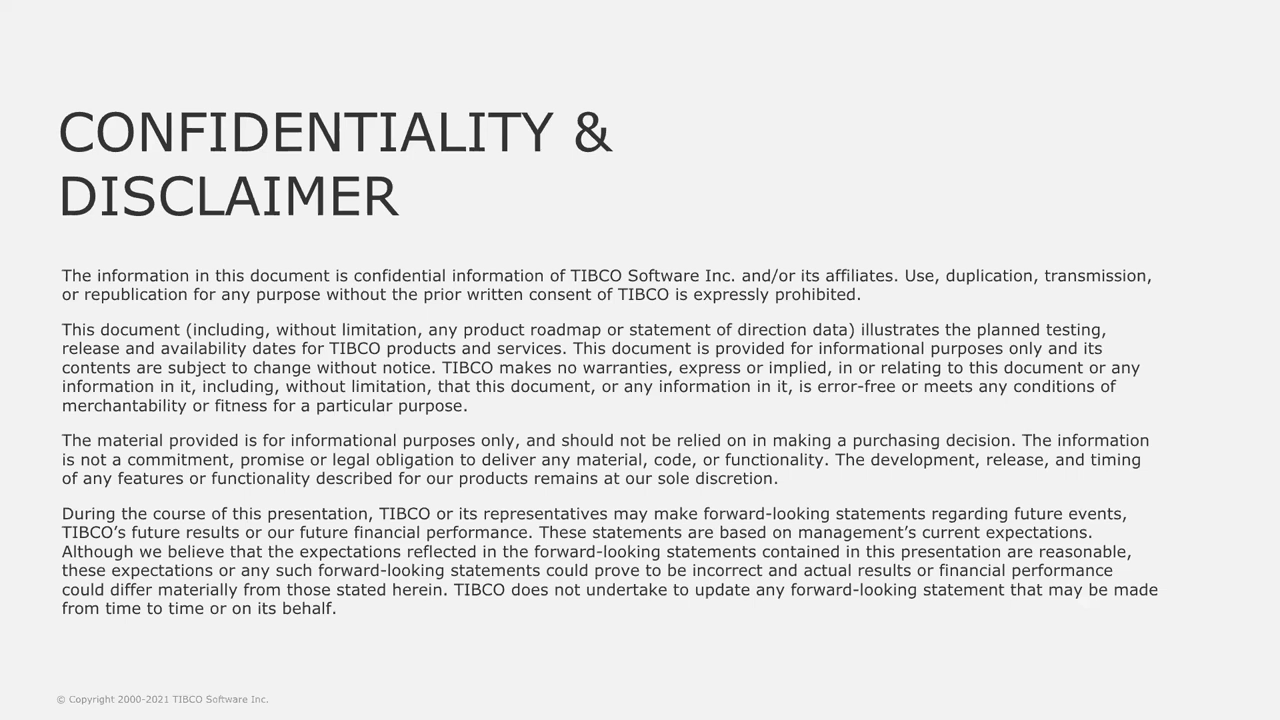 CONFIDENTIALITY &
DISCLAIMER
The information in this document is confidential information of TIBCO Software Inc. and/or its affiliates. Use, duplication, transmission,
or republication for any purpose without the prior written consent of TIBCO is expressly prohibited.
This document (including, without limitation, any product roadmap or statement of direction data) illustrates the planned testing,
release and availability dates for TIBCO products and services. This document is provided for informational purposes only and its
contents are subject to change without notice. TIBCO makes no warranties, express or implied, in or relating to this document or any
information in it, including, without limitation, that this document, or any information in it, is error-free or meets any conditions of
merchantability or fitness for a particular purpose.
The material provided is for informational purposes only, and should not be relied on in making a purchasing decision. The information
is not a commitment, promise or legal obligation to deliver any material, code, or functionality. The development, release, and timing
of any features or functionality described for our products remains at our sole discretion.
During the course of this presentation, TIBCO or its representatives may make forward-looking statements regarding future events,
TIBCO’s future results or our future financial performance. These statements are based on management’s current expectations.
Although we believe that the expectations reflected in the forward-looking statements contained in this presentation are reasonable,
these expectations or any such forward-looking statements could prove to be incorrect and actual results or financial performance
could differ materially from those stated herein. TIBCO does not undertake to update any forward-looking statement that may be made
from time to time or on its behalf.
© Copyright 2000-2021 TIBCO Software Inc.